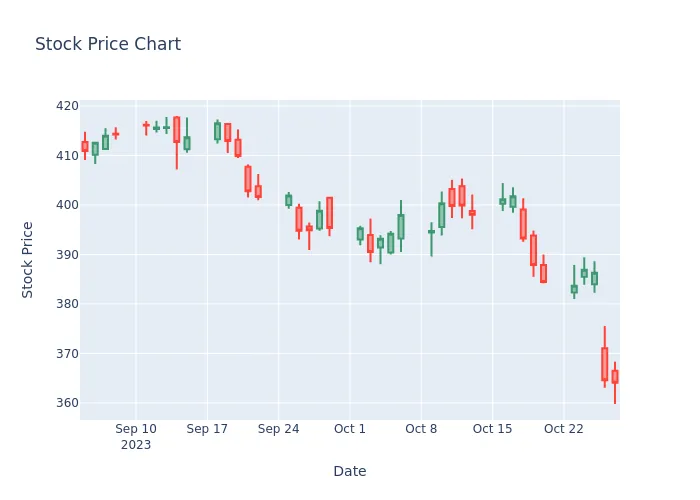 Stock Price Chart
420
410
400
390
380
370
360
Stock Price
Sep 10
2023
Sep 17
Sep 24
Oct 1
Oct 8
Oct 15
Oct 22
Date